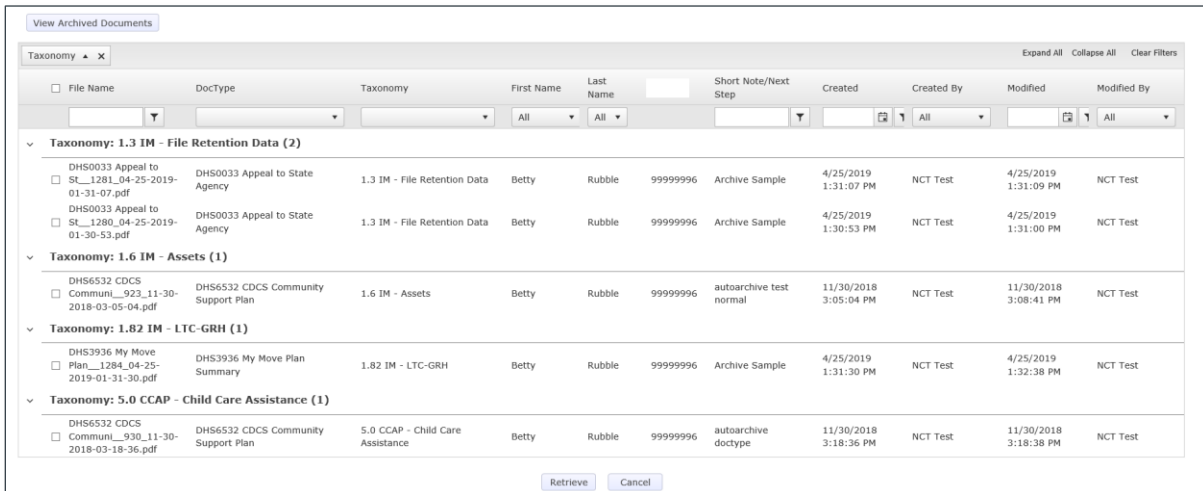 View Archived Documents
Taxonomy
Expand All Collapse All Clear Filters
File Name DocType Taxonomy First Name Last Name Short Note/Next Step Created Created By Modified Modified By
All All All All
Taxonomy: 1.3 IM - File Retention Data (2)
DHS0033 Appeal to St__1281_04-25-2019-01-31-07.pdf DHS0033 Appeal to State Agency 1.3 IM - File Retention Data Betty Rubble 99999996 Archive Sample 4/25/2019 1:31:07 PM NCT Test 4/25/2019 1:31:09 PM NCT Test
DHS0033 Appeal to St__1280_04-25-2019-01-30-53.pdf DHS0033 Appeal to State Agency 1.3 IM - File Retention Data Betty Rubble 99999996 Archive Sample 4/25/2019 1:30:53 PM NCT Test 4/25/2019 1:31:00 PM NCT Test
Taxonomy: 1.6 IM - Assets (1)
DHS6532 CDCS Communi__923_11-30-2018-03-05-04.pdf DHS6532 CDCS Community Support Plan 1.6 IM - Assets Betty Rubble 99999996 autoarchive test normal 11/30/2018 3:05:04 PM NCT Test 11/30/2018 3:08:41 PM NCT Test
Taxonomy: 1.82 IM - LTC-GRH (1)
DHS3936 My Move Plan__1284_04-25-2019-01-31-30.pdf DHS3936 My Move Plan Summary 1.82 IM - LTC-GRH Betty Rubble 99999996 Archive Sample 4/25/2019 1:31:30 PM NCT Test 4/25/2019 1:32:38 PM NCT Test
Taxonomy: 5.0 CCAP - Child Care Assistance (1)
DHS6532 CDCS Communi__930_11-30-2018-03-18-36.pdf DHS6532 CDCS Community Support Plan 5.0 CCAP - Child Care Assistance Betty Rubble 99999996 autoarchive doctype 11/30/2018 3:18:36 PM NCT Test 11/30/2018 3:18:38 PM NCT Test
Retrieve Cancel